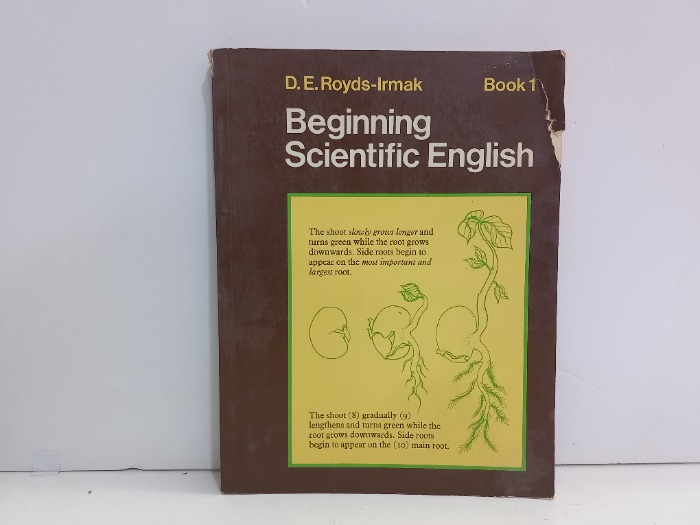 D. E. Royds-Irmak Book 1
Beginning
Scientific English
The shoot slowly grows longer and
turns green while the root grows
downwards. Side roots begin to
appear on the most important and
largest root.
The shoot (8) gradually (9)
lengthens and turns green while the
root grows downwards. Side roots
begin to appear on the (10) main root.